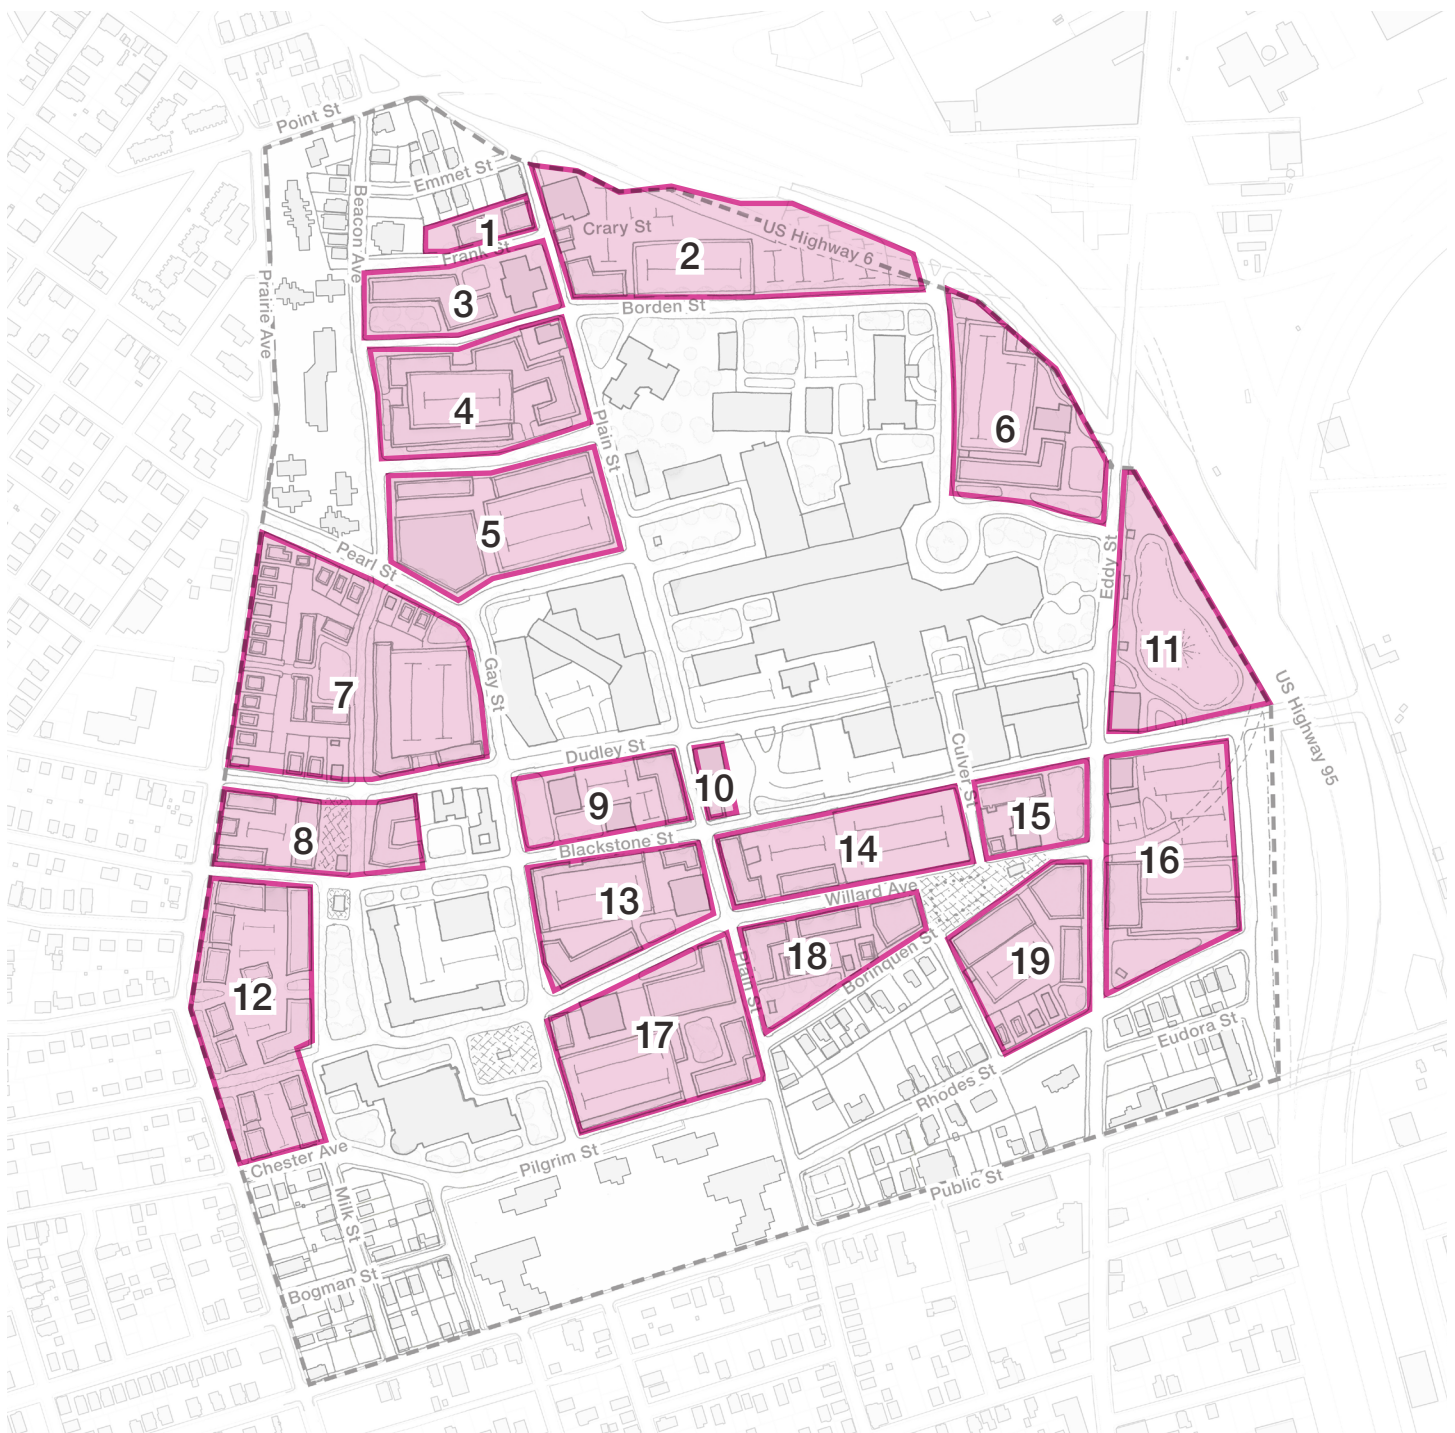 Point St
Emmet St
Beacon Ave
1
Crary St
US Highway 6
2
Frank St
3
Borden St
Prairie Ave
4
Plain St
6
5
Pearl St
Eddy St
11
Gay St
7
US Highway 95
Dudley St
Culver St
10
9
15
8
Blackstone St
14
16
Willard Ave
13
18
Borinquen St
19
Plain St
12
17
Eudora St
Rhodes St
Chester Ave
Pilgrim St
Public St
Milk St
Bogman St